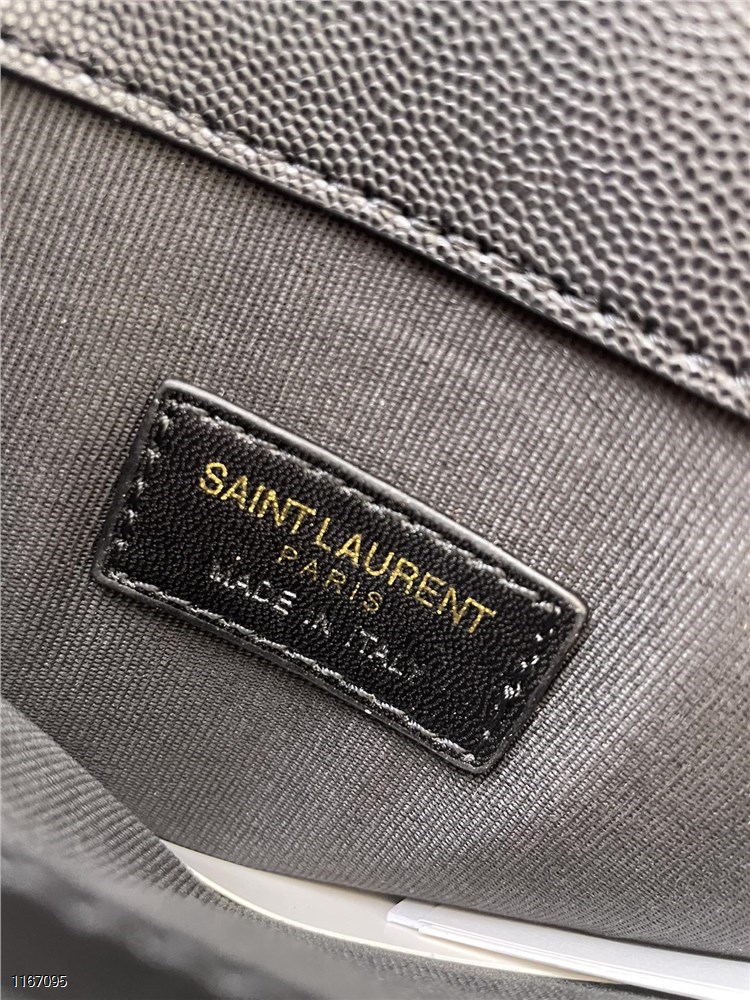 SAINT LAURENT
PARIS
MADE IN ITALY
1167095